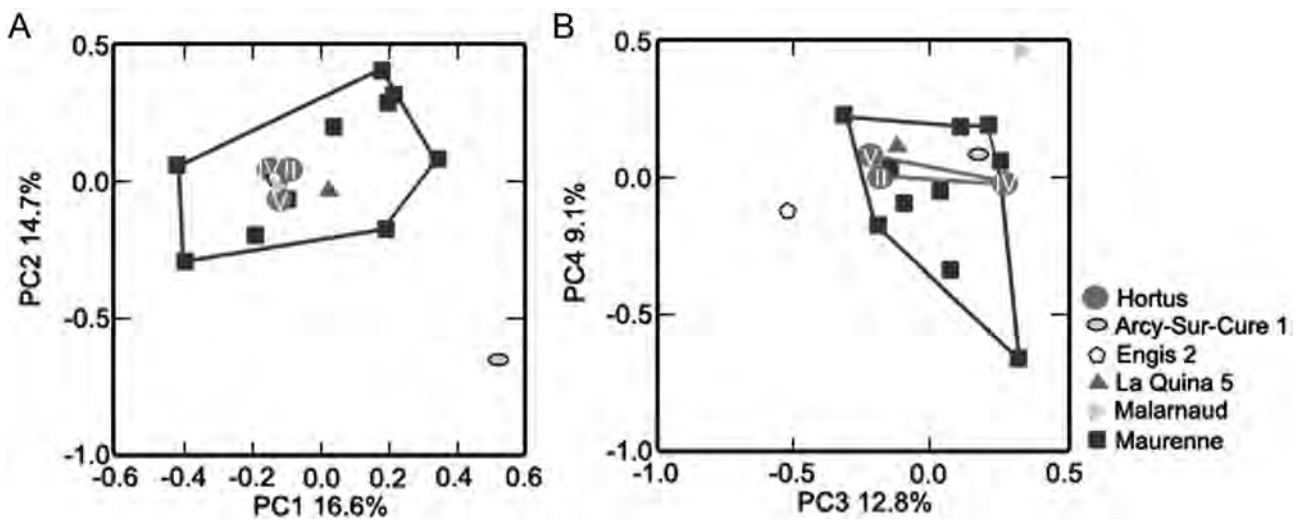 A
B
0.5
0.0
-0.5
-1.0
PC2 14.7%
-0.6 -0.4 -0.2 0.0 0.2 0.4 0.6
PC1 16.6%
V II
V
0.5
0.0
-0.5
-1.0
PC4 9.1%
-1.0 -0.5 0.0 0.5
PC3 12.8%
V
II
V
Hortus
Arcy-Sur-Cure 1
Engis 2
La Quina 5
Malarnaud
Maurenne